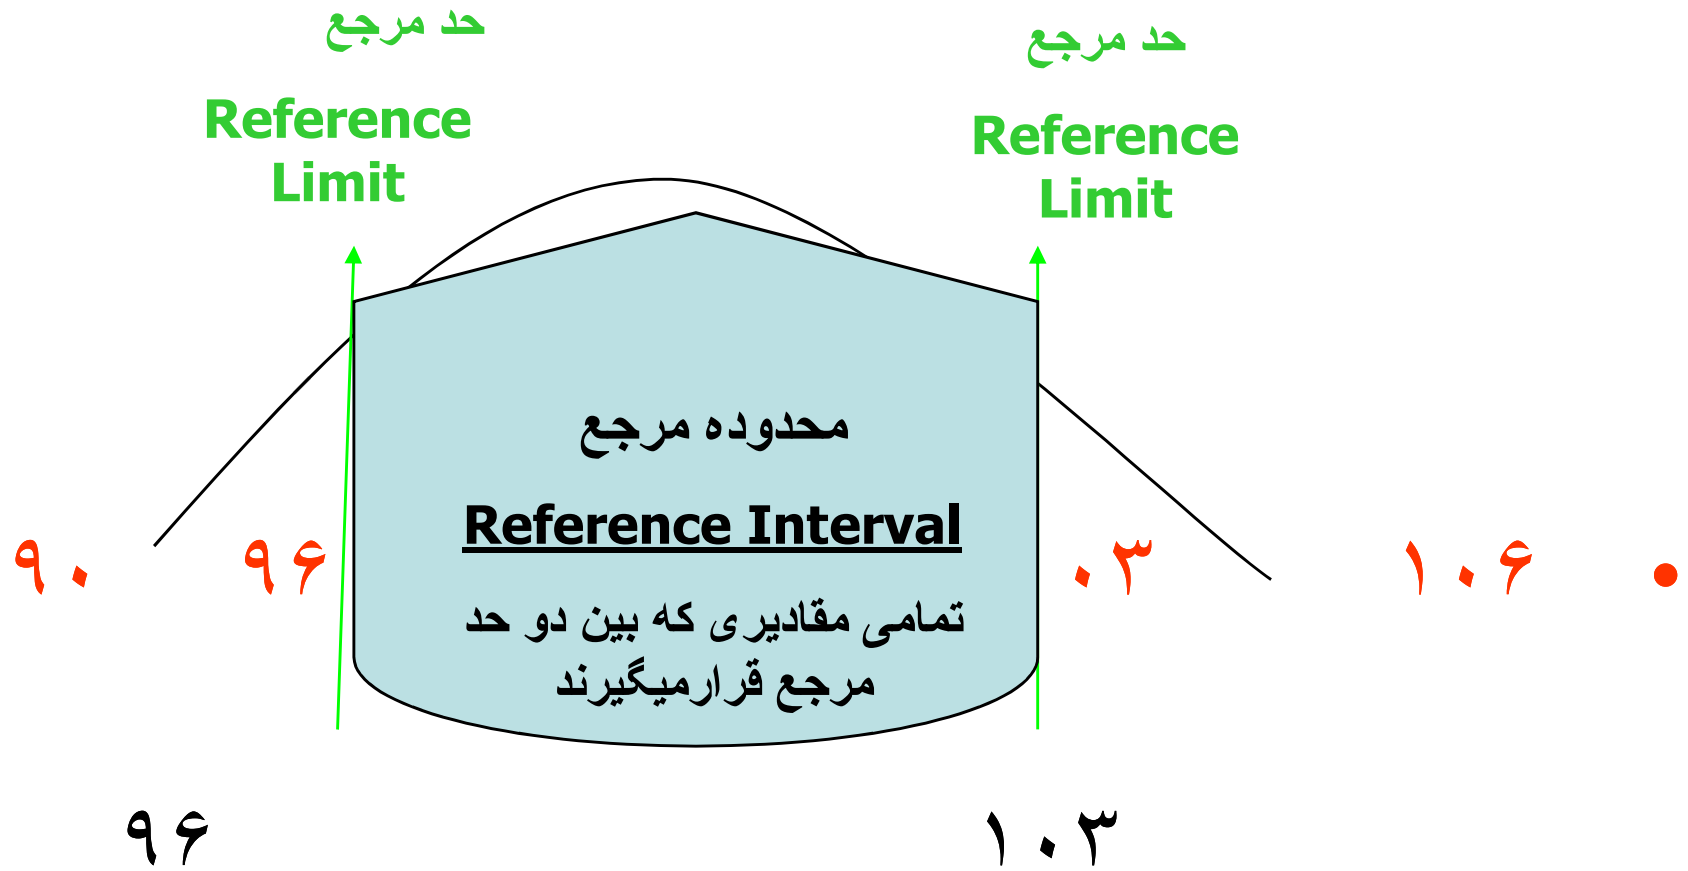 حد مرجع
Reference
Limit
حد مرجع
Reference
Limit
محدوده مرجع
Reference Interval
تمامی مقادیری که بین دو حد
مرجع قرارمیگیرند
۹۰ ۹۶ ۰۳ ۱۰۶ •
۹۶ ۱۰۳